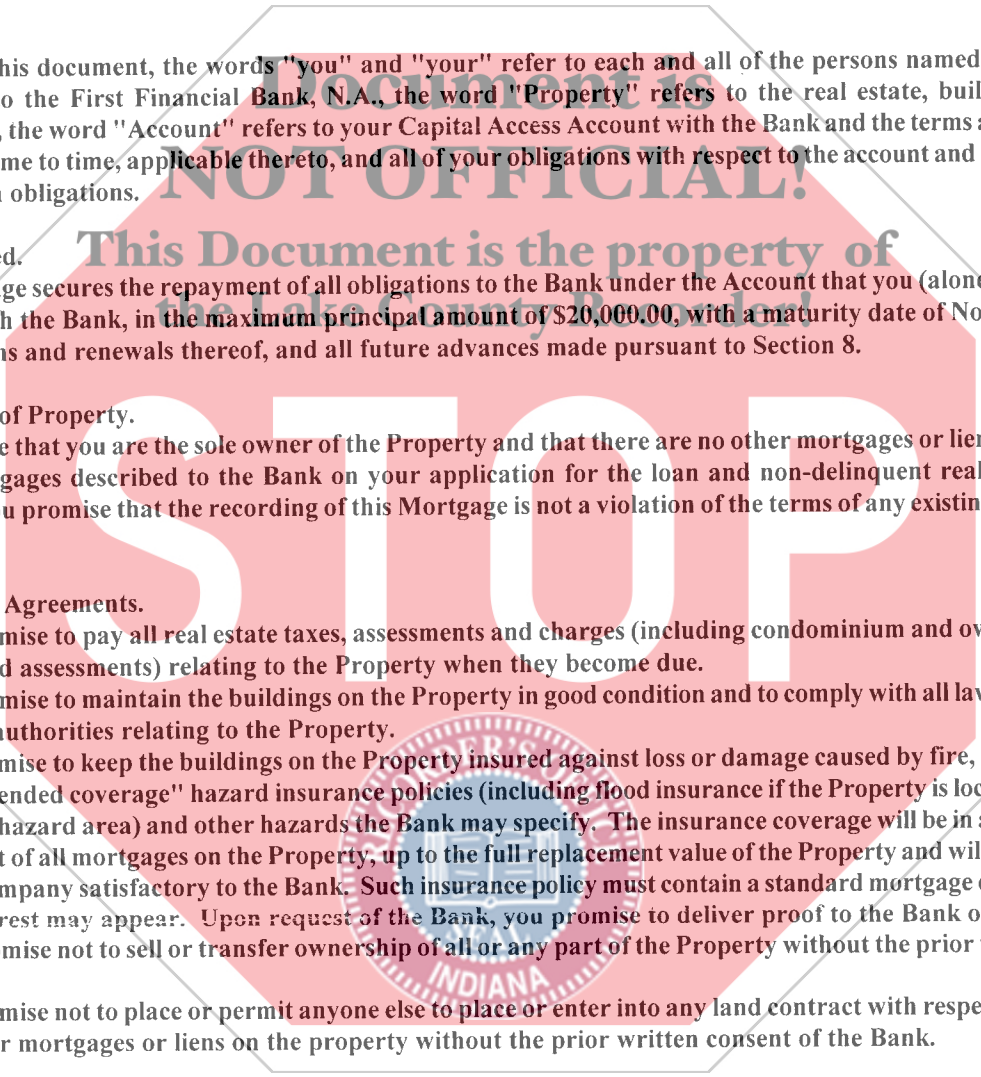 his document, the words "you" and "your" refer to each and all of the persons named
o the First Financial Bank, N.A., the word "Property" refers to the real estate, buil
, the word "Account" refers to your Capital Access Account with the Bank and the terms a
me to time, applicable thereto, and all of your obligations with respect to the account and
obligations.
Document is
NOT OFFICIAL!
This Document is the property of
the Lake County Recorder!
ed.
ge secures the repayment of all obligations to the Bank under the Account that you (alone
h the Bank, in the maximum principal amount of $20,000.00, with a maturity date of No
ns and renewals thereof, and all future advances made pursuant to Section 8.
of Property.
e that you are the sole owner of the Property and that there are no other mortgages or lien
gages described to the Bank on your application for the loan and non-delinquent real
u promise that the recording of this Mortgage is not a violation of the terms of any existin
STOP
Agreements.
mise to pay all real estate taxes, assessments and charges (including condominium and ow
d assessments) relating to the Property when they become due.
mise to maintain the buildings on the Property in good condition and to comply with all law
authorities relating to the Property.
mise to keep the buildings on the Property insured against loss or damage caused by fire,
ended coverage" hazard insurance policies (including flood insurance if the Property is loc
hazard area) and other hazards the Bank may specify. The insurance coverage will be in a
t of all mortgages on the Property, up to the full replacement value of the Property and wil
mpany satisfactory to the Bank. Such insurance policy must contain a standard mortgage c
rest may appear. Upon request of the Bank, you promise to deliver proof to the Bank o
mise not to sell or transfer ownership of all or any part of the Property without the prior
mise not to place or permit anyone else to place or enter into any land contract with respe
r mortgages or liens on the property without the prior written consent of the Bank.
RECORDER'S OFFICE
SEAL
INDIANA